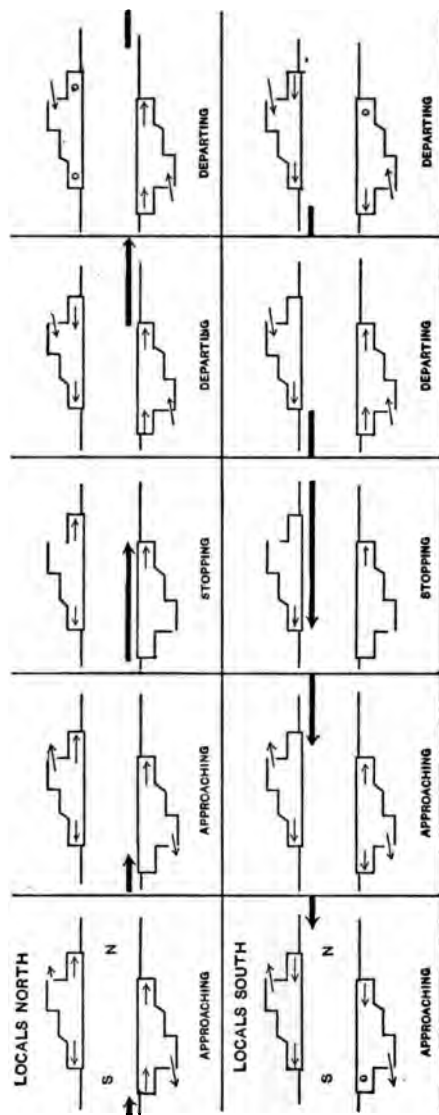 LOCALS NORTH
S N
APPROACHING APPROACHING STOPPING DEPARTING DEPARTING
LOCALS SOUTH
S N
APPROACHING APPROACHING STOPPING DEPARTING DEPARTING